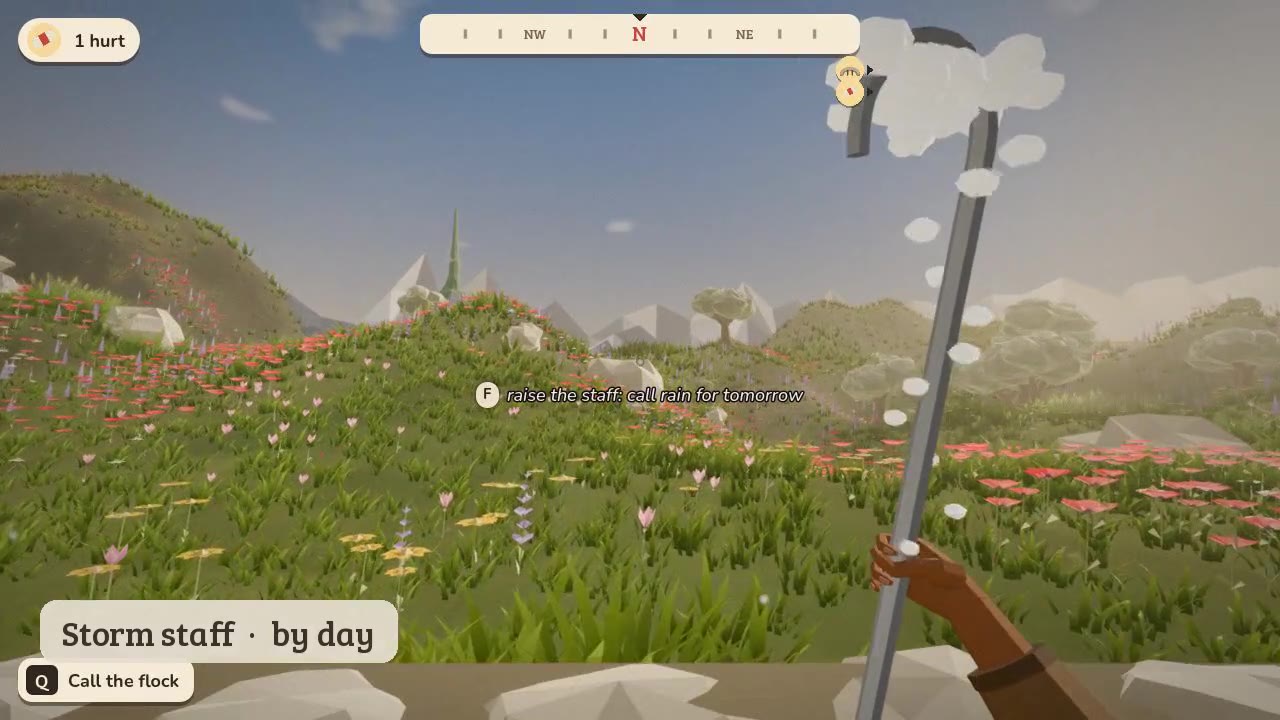 1 hurt
NW N NE
F raise the staff: call rain for tomorrow
Storm staff · by day
Q Call the flock